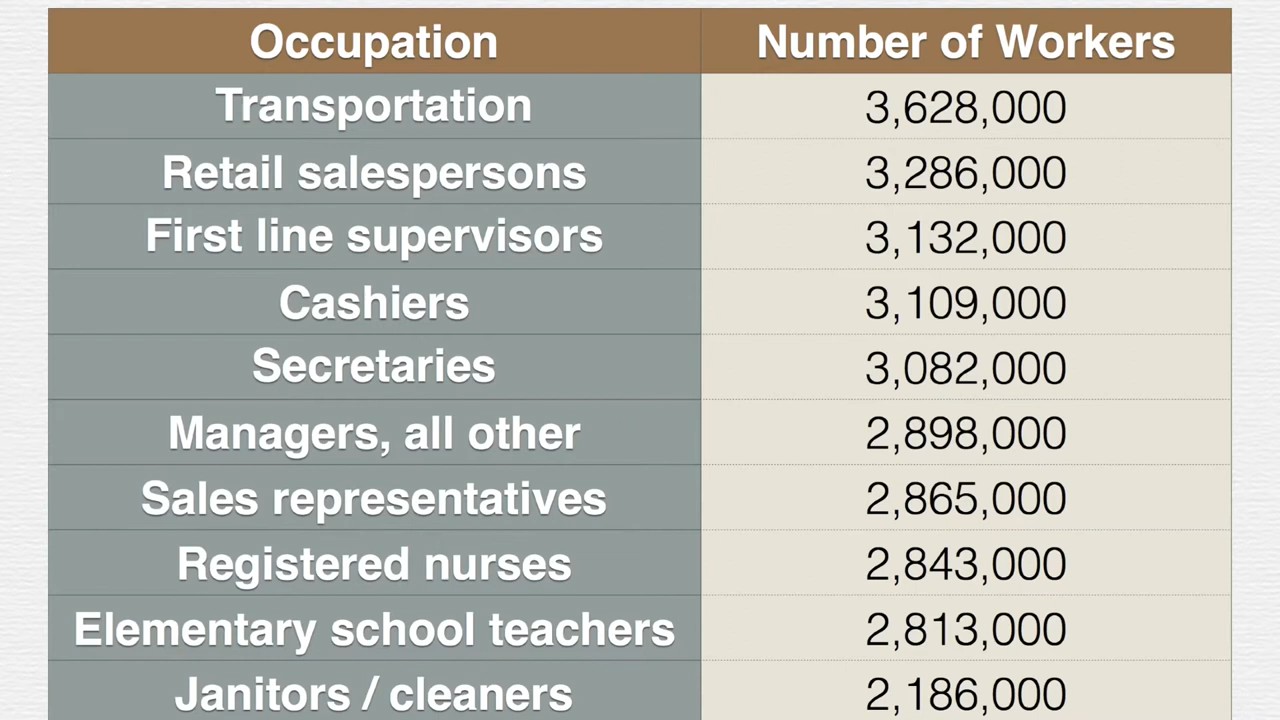 Occupation Number of Workers
Transportation 3,628,000
Retail salespersons 3,286,000
First line supervisors 3,132,000
Cashiers 3,109,000
Secretaries 3,082,000
Managers, all other 2,898,000
Sales representatives 2,865,000
Registered nurses 2,843,000
Elementary school teachers 2,813,000
Janitors / cleaners 2,186,000